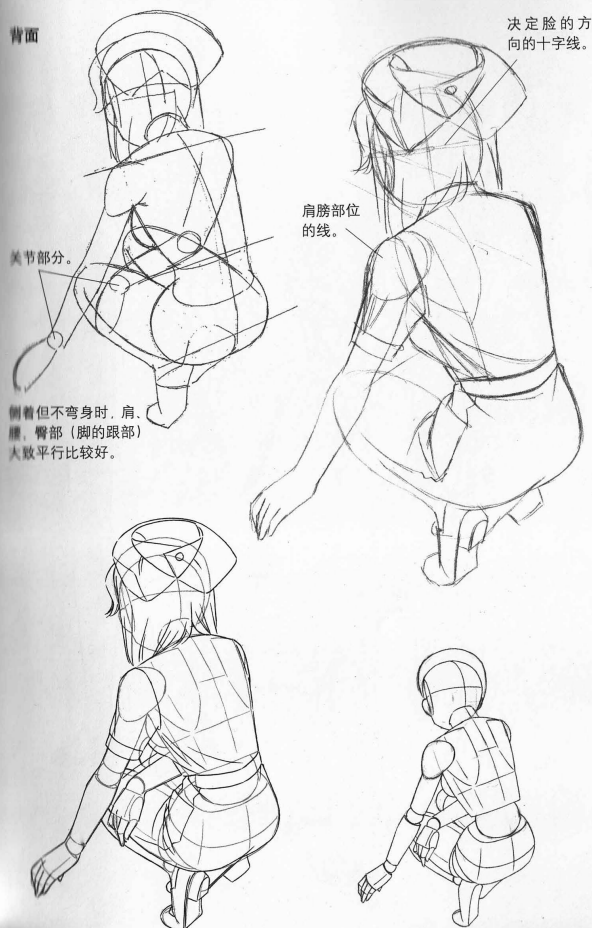 背面
决定脸的方
向的十字线。
肩膀部位
的线。
关节部分。
侧着但不弯身时，肩、
腰、臀部（脚的跟部）
大致平行比较好。